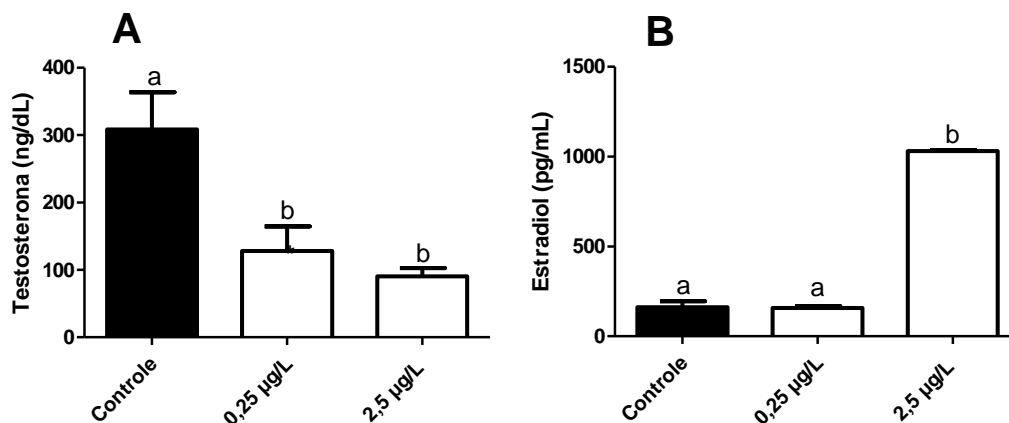 A
Testosterona (ng/dL)
400
300
200
100
0
a
b
*
b
Controle
0,25 µg/L
2,5 µg/L
B
Estradiol (pg/mL)
1500
1000
500
0
a
a
b
Controle
0,25 µg/L
2,5 µg/L